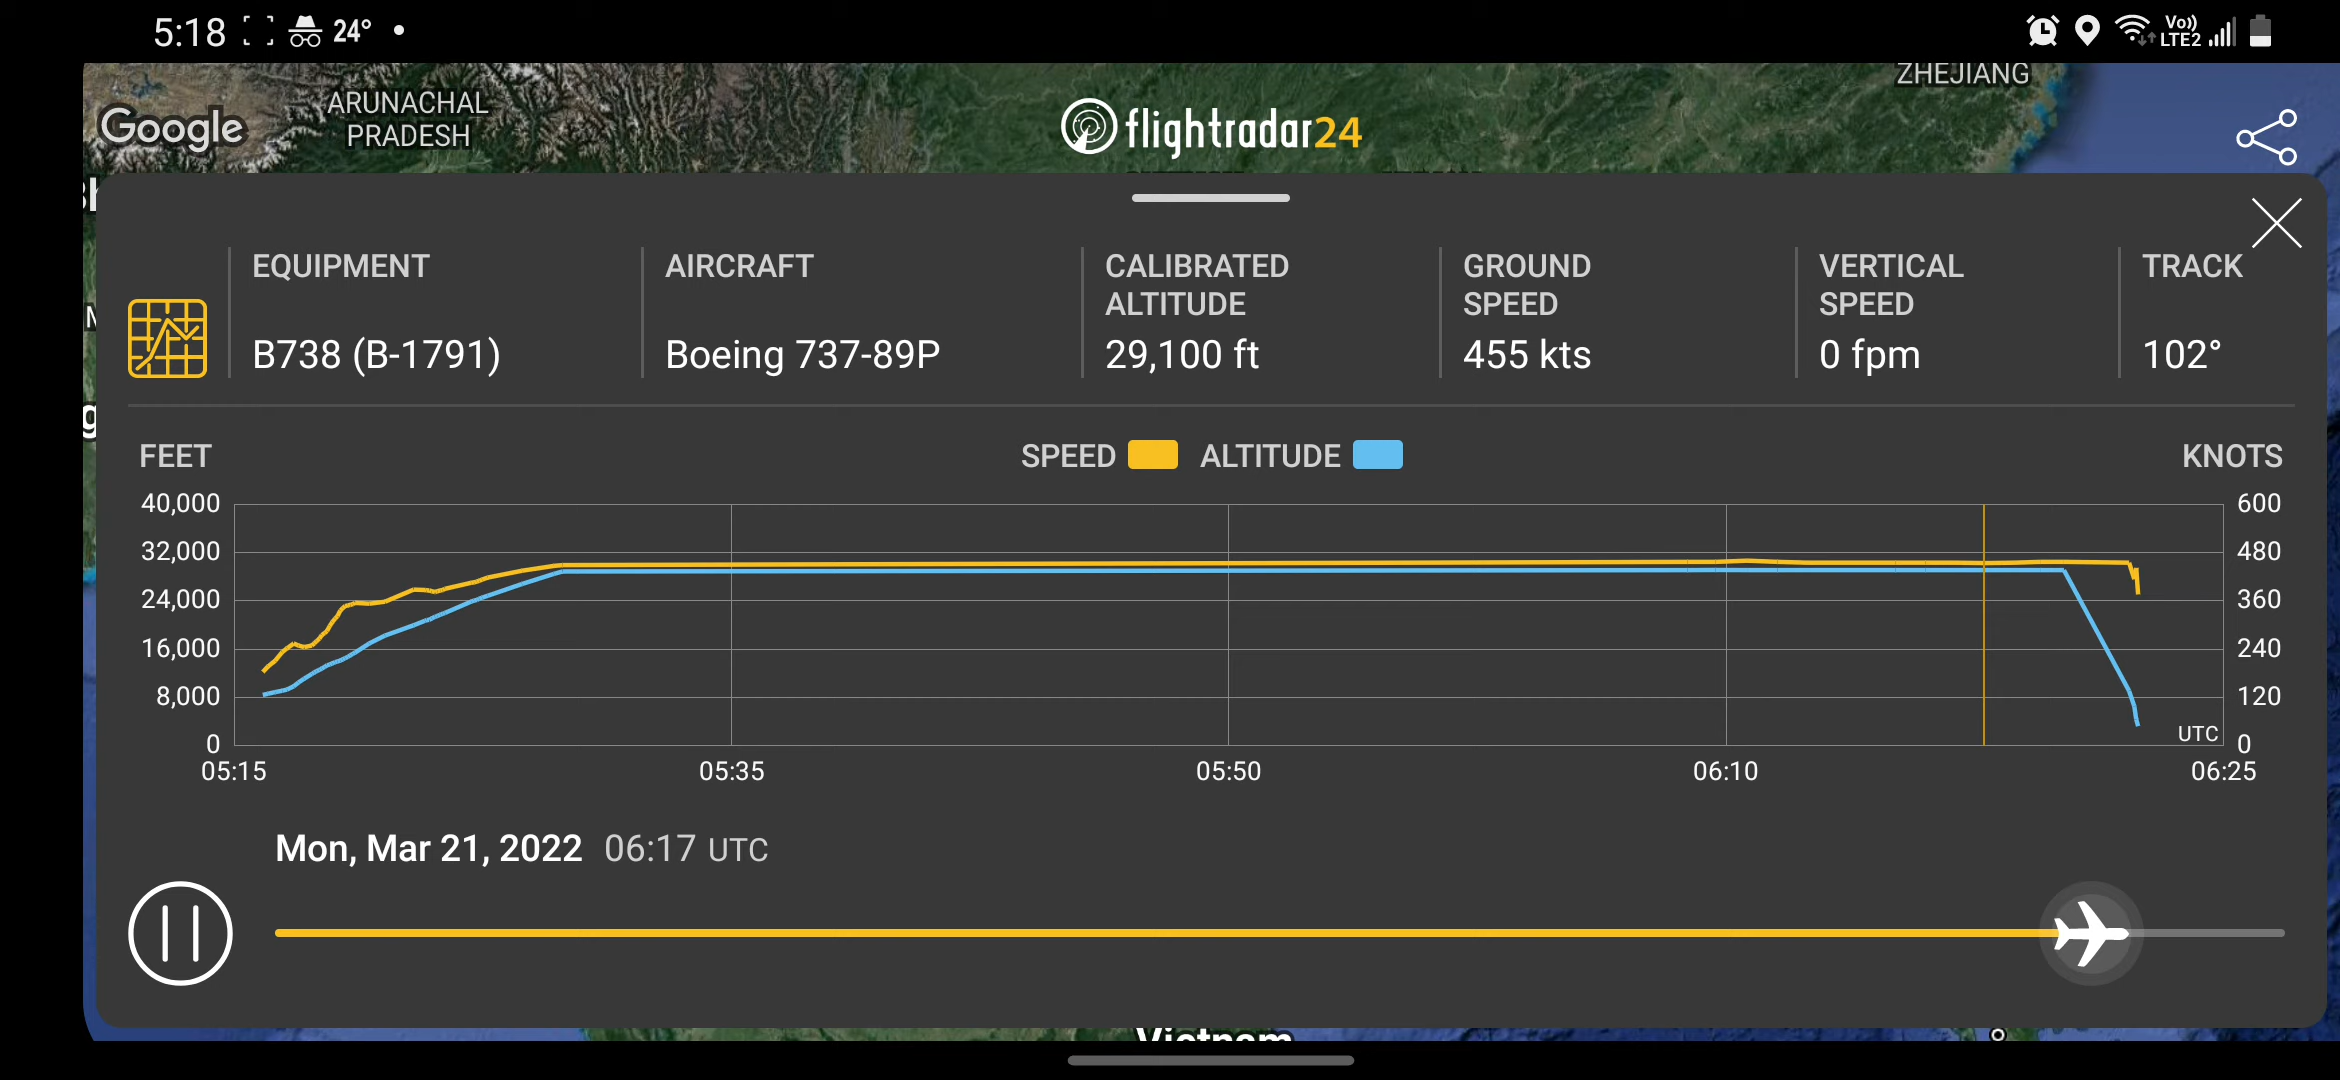 5:18 24°
Vo))
LTE2
ZHEJIANG
ARUNACHAL
PRADESH
Google
flightradar24
EQUIPMENT
B738 (B-1791)
AIRCRAFT
Boeing 737-89P
CALIBRATED
ALTITUDE
29,100 ft
GROUND
SPEED
455 kts
VERTICAL
SPEED
0 fpm
TRACK
102°
FEET
SPEED ALTITUDE
KNOTS
40,000 600
32,000 480
24,000 360
16,000 240
8,000 120
UTC
0 0
05:15 05:35 05:50 06:10 06:25
Mon, Mar 21, 2022 06:17 UTC
Vietnam